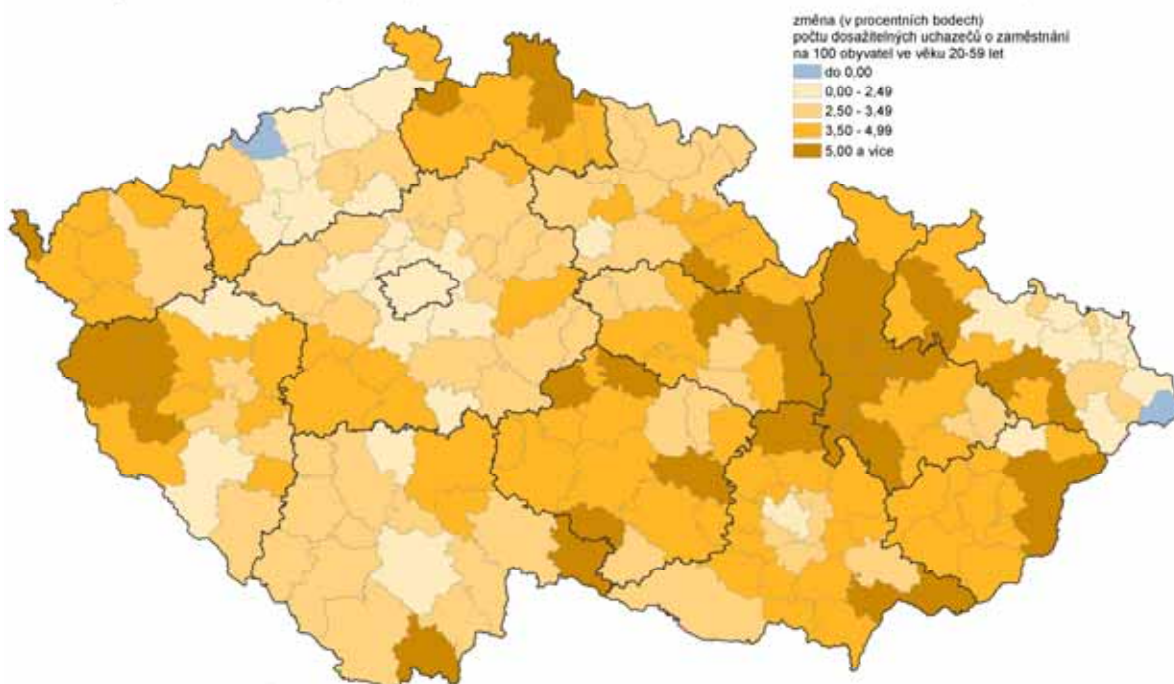 změna (v procentních bodech)
počtu dosažitelných uchazečů o zaměstnání
na 100 obyvatel ve věku 20-59 let
do 0,00
0,00 - 2,49
2,50 - 3,49
3,50 - 4,99
5,00 a více